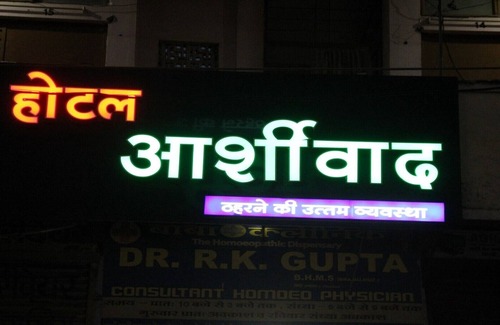 होटल
आर्शीवाद
ठहरने की उत्तम व्यवस्था
The Homoeopathic Dispensary
DR. R.K. GUPTA
B.H.M.S
CONSULTANT HOMOEO PHYSICIAN